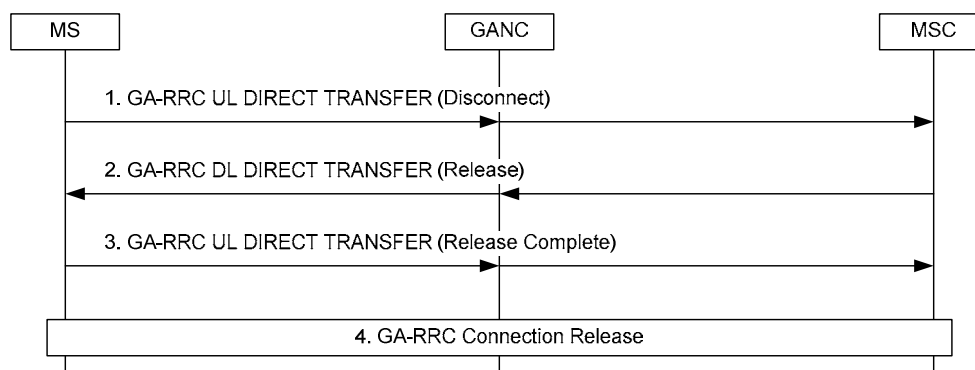 MS
GANC
MSC
1. GA-RRC UL DIRECT TRANSFER (Disconnect)
2. GA-RRC DL DIRECT TRANSFER (Release)
3. GA-RRC UL DIRECT TRANSFER (Release Complete)
4. GA-RRC Connection Release